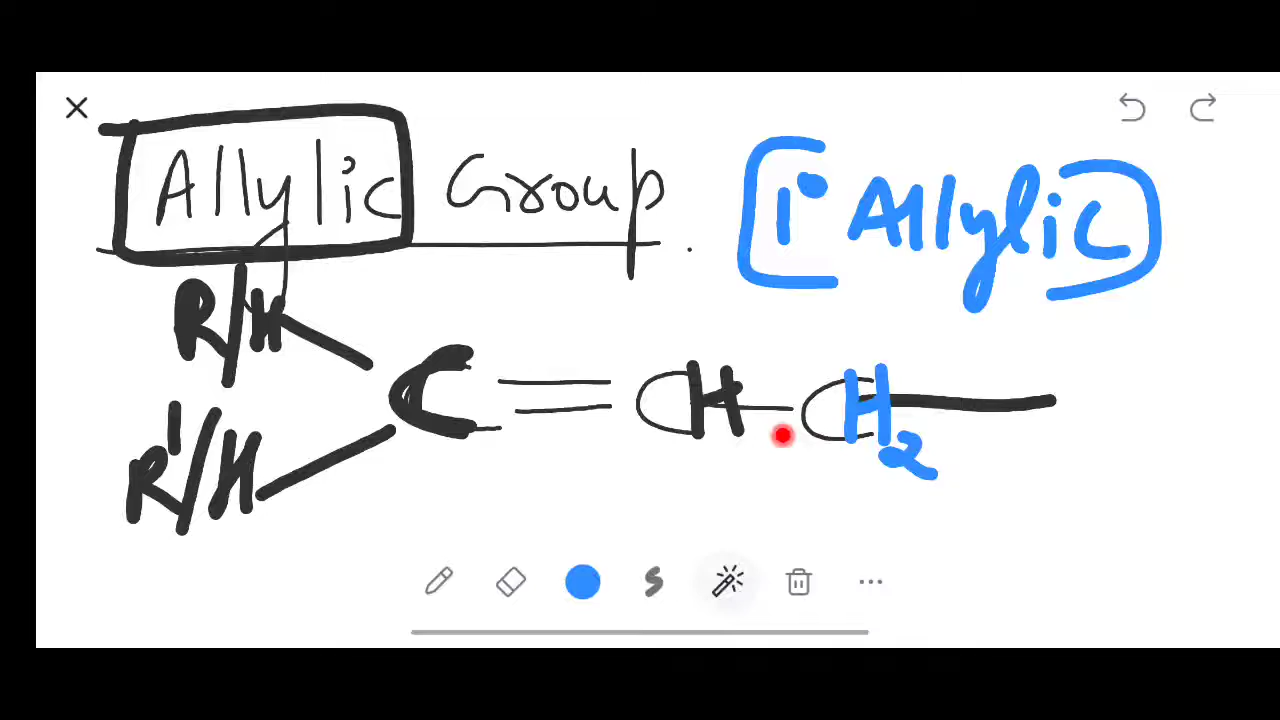 Allylic Group.
[1° Allylic]
R/H
C = CH - CH2 -
R'/H